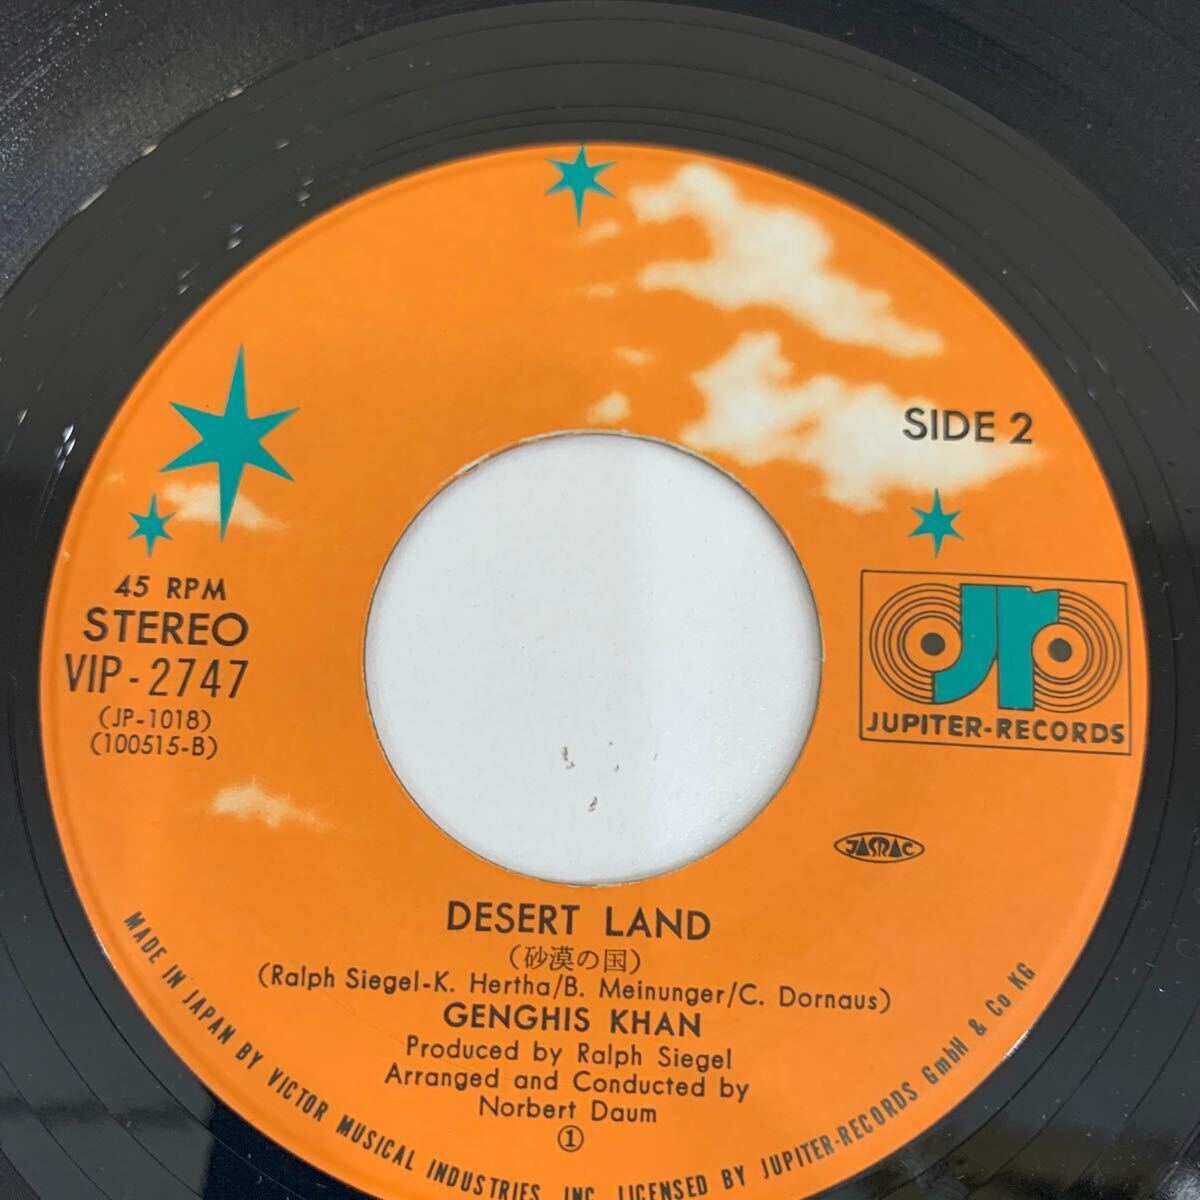 SIDE 2
45 RPM
STEREO
VIP-2747
(JP-1018)
(100515-B)
JR
JUPITER-RECORDS
JASRAC
DESERT LAND
(砂漠の国)
(Ralph Siegel-K. Hertha/B. Meinunger/C. Dornaus)
GENGHIS KHAN
Produced by Ralph Siegel
Arranged and Conducted by
Norbert Daum
①
MADE IN JAPAN BY VICTOR MUSICAL INDUSTRIES, INC. LICENSED BY JUPITER-RECORDS GmbH & Co KG